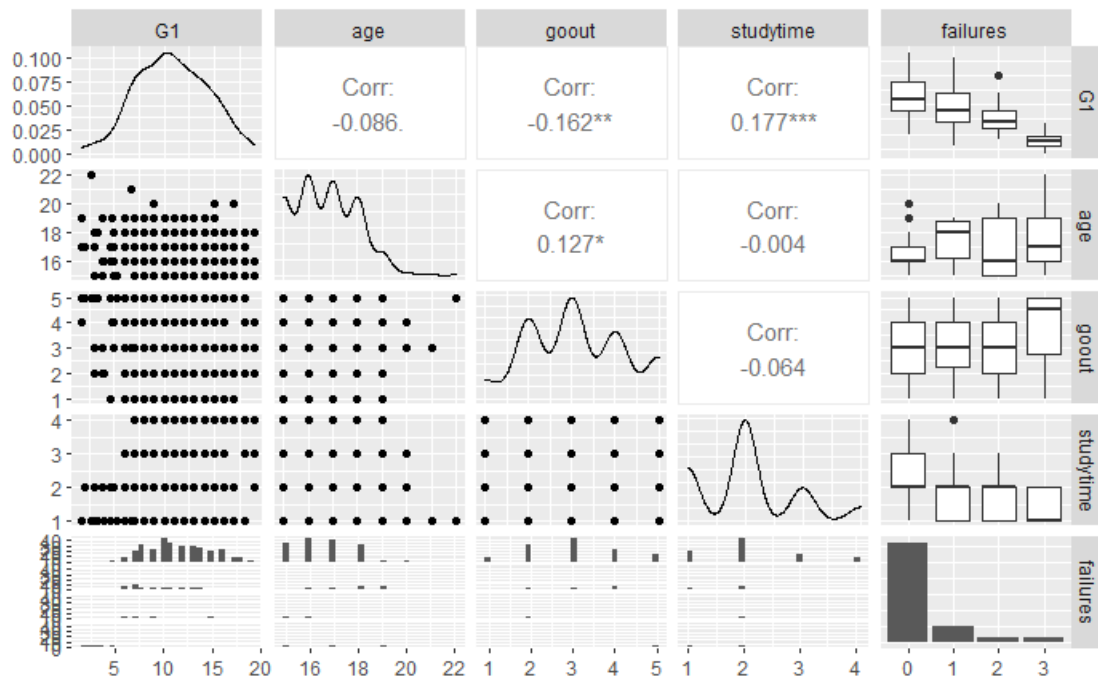 G1 age goout studytime failures
0.100
0.075
0.050
0.025
0.000
Corr:
-0.086.
Corr:
-0.162**
Corr:
0.177***
G1
22
20
18
16
Corr:
0.127*
Corr:
-0.004
age
5
4
3
2
1
Corr:
-0.064
goout
4
3
2
1
studytime
failures
5 10 15 20
16 18 20 22
1 2 3 4 5
1 2 3 4
0 1 2 3